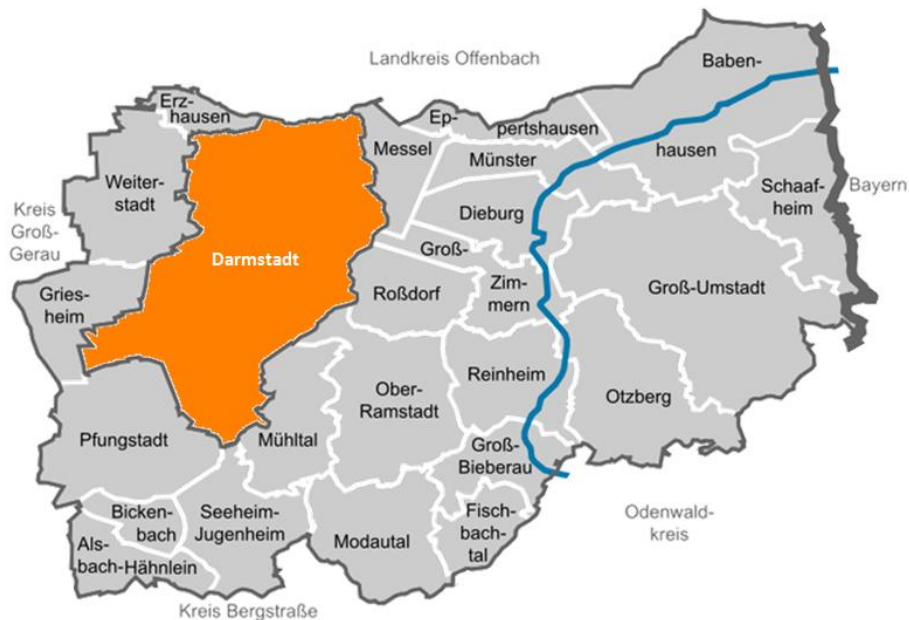 Landkreis Offenbach
Baben-
hausen
Erz-
hausen
Ep-
pertshausen
Messel
Münster
Weiter-
stadt
Schaaf-
heim
Bayern
Kreis
Groß-
Gerau
Dieburg
Groß-
Zim-
mern
Darmstadt
Gries-
heim
Roßdorf
Groß-Umstadt
Reinheim
Ober-
Ramstadt
Otzberg
Pfungstadt
Mühltal
Groß-
Bieberau
Bicken-
bach
Seeheim-
Jugenheim
Fisch-
bach-
tal
Odenwald-
kreis
Modautal
Als-
bach-Hähnlein
Kreis Bergstraße